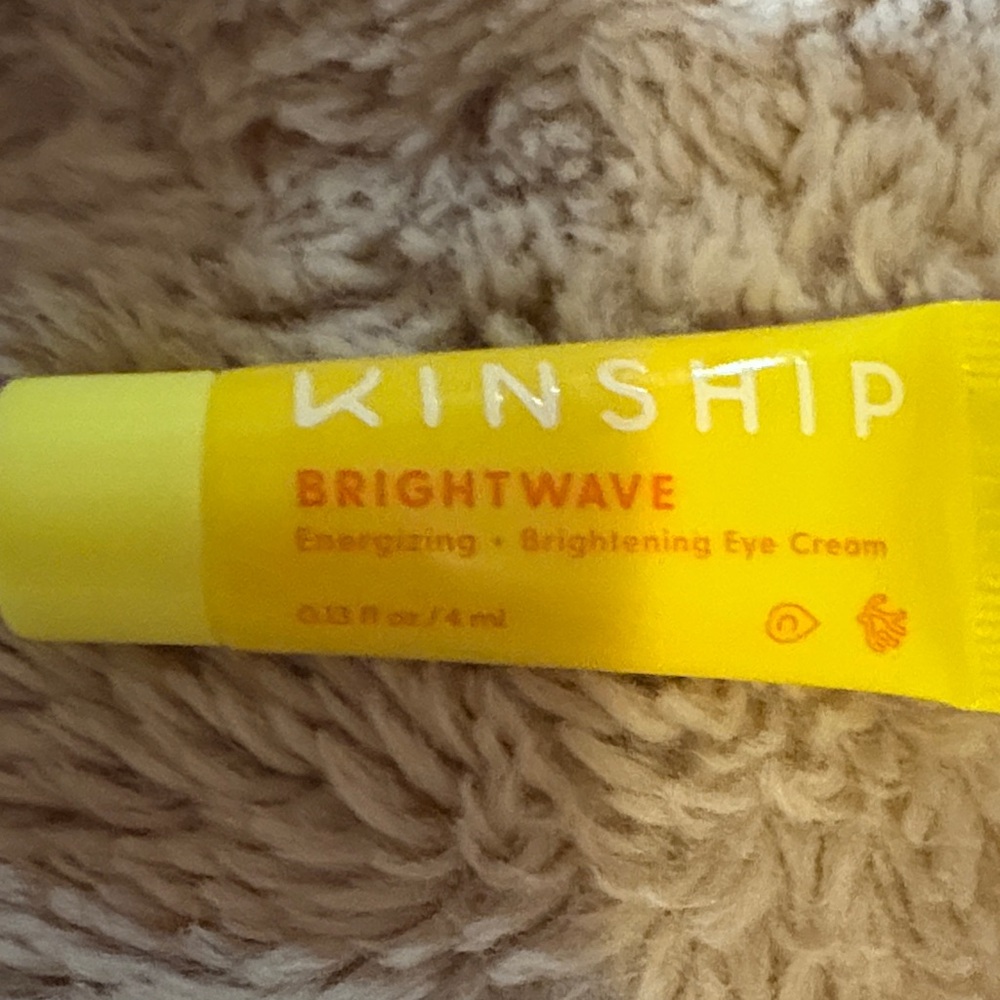 KINSHIP
BRIGHTWAVE
Energizing + Brightening Eye Cream
0.13 fl oz / 4 ml